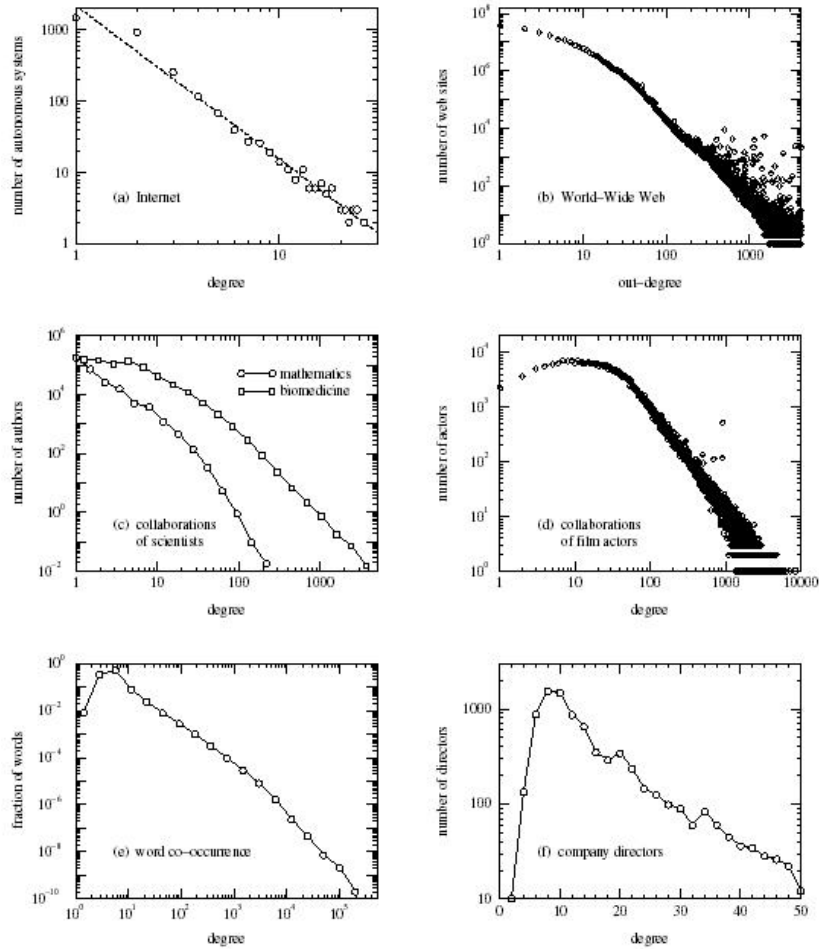 1000
100
10
1
1
10
number of autonomous systems
(a) Internet
degree
10^8
10^6
10^4
10^2
10^0
1
10
100
1000
number of web sites
(b) World–Wide Web
out–degree
10^6
10^4
10^2
10^0
10^−2
1
10
100
1000
number of authors
mathematics
biomedicine
(c) collaborations
of scientists
degree
10^4
10^3
10^2
10^1
10^0
1
10
100
1000
10000
number of actors
(d) collaborations
of film actors
degree
10^0
10^−2
10^−4
10^−6
10^−8
10^−10
10^0
10^1
10^2
10^3
10^4
10^5
fraction of words
(e) word co–occurrence
degree
1000
100
10
0
10
20
30
40
50
number of directors
(f) company directors
degree